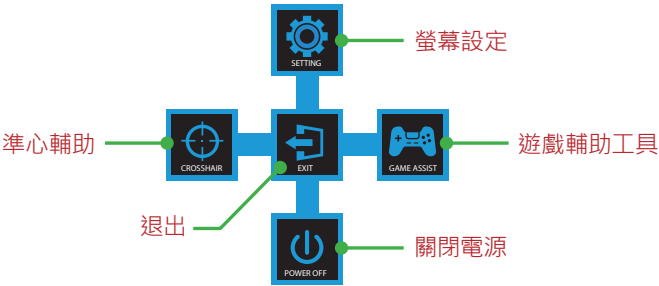 SETTING
螢幕設定
準心輔助
CROSSHAIR
EXIT
GAME ASSIST
遊戲輔助工具
退出
POWER OFF
關閉電源